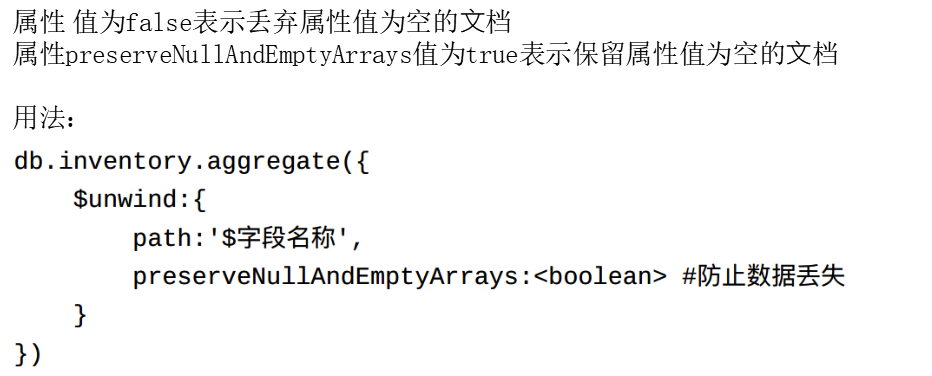 属性 值为false表示丢弃属性值为空的文档
属性preserveNullAndEmptyArrays值为true表示保留属性值为空的文档
用法：
db.inventory.aggregate({
    $unwind:{
        path:'$字段名称',
        preserveNullAndEmptyArrays:<boolean> #防止数据丢失
    }
})